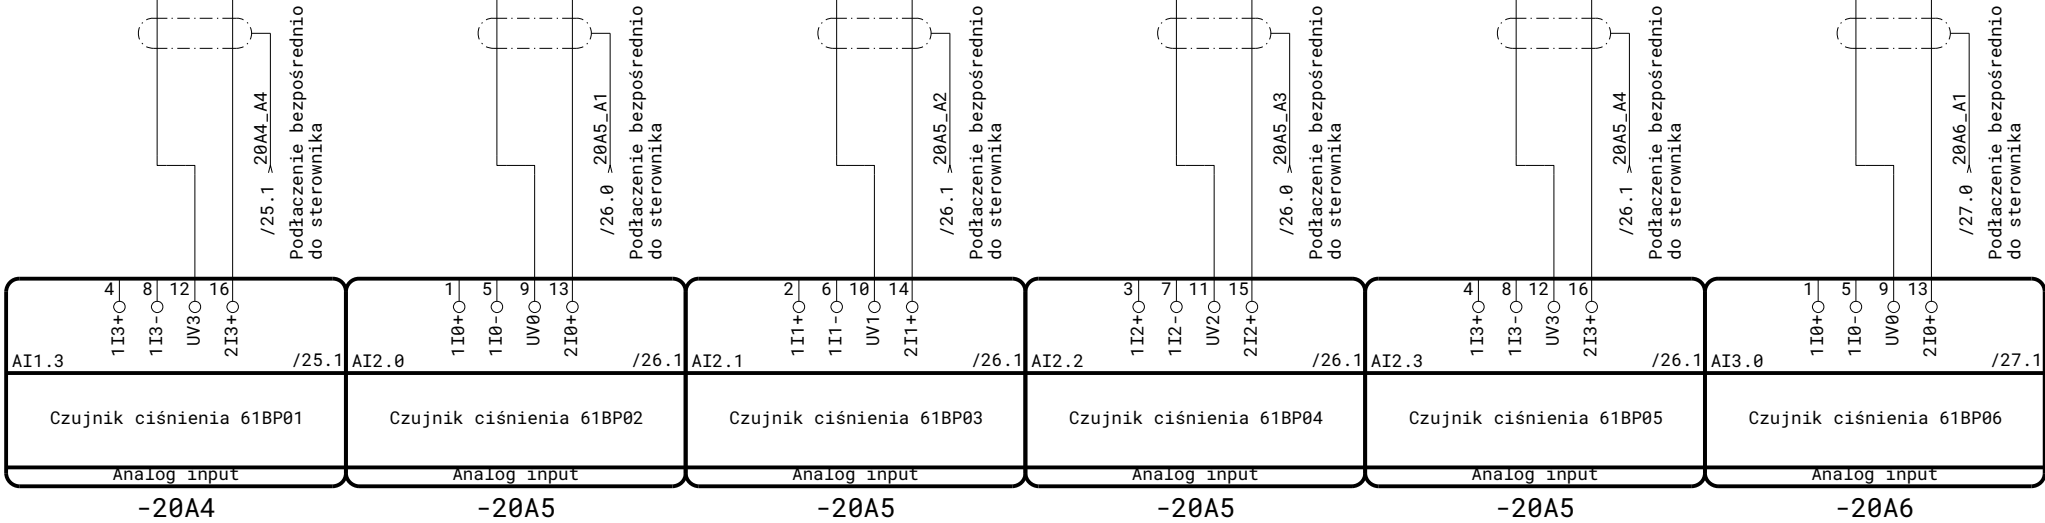 20A4_A4
/25.1
Podłaczenie bezpośrednio
do sterownika
20A5_A1
/26.0
Podłaczenie bezpośrednio
do sterownika
20A5_A2
/26.1
Podłaczenie bezpośrednio
do sterownika
20A5_A3
/26.0
Podłaczenie bezpośrednio
do sterownika
20A5_A4
/26.1
Podłaczenie bezpośrednio
do sterownika
20A6_A1
/27.0
Podłaczenie bezpośrednio
do sterownika
4 8 12 16
1I3+ 1I3- UV3 2I3+
AI1.3 /25.1
Czujnik ciśnienia 61BP01
Analog input
-20A4
1 5 9 13
1I0+ 1I0- UV0 2I0+
AI2.0 /26.1
Czujnik ciśnienia 61BP02
Analog input
-20A5
2 6 10 14
1I1+ 1I1- UV1 2I1+
AI2.1 /26.1
Czujnik ciśnienia 61BP03
Analog input
-20A5
3 7 11 15
1I2+ 1I2- UV2 2I2+
AI2.2 /26.1
Czujnik ciśnienia 61BP04
Analog input
-20A5
4 8 12 16
1I3+ 1I3- UV3 2I3+
AI2.3 /26.1
Czujnik ciśnienia 61BP05
Analog input
-20A5
1 5 9 13
1I0+ 1I0- UV0 2I0+
AI3.0 /27.1
Czujnik ciśnienia 61BP06
Analog input
-20A6